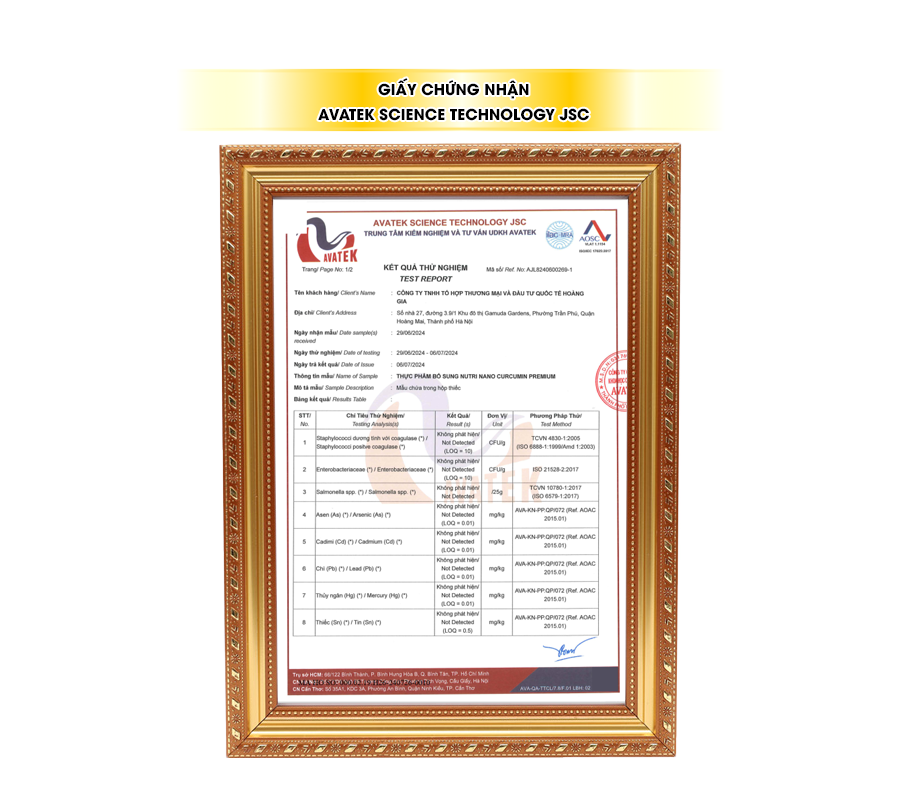 GIẤY CHỨNG NHẬN
AVATEK SCIENCE TECHNOLOGY JSC
AVATEK SCIENCE TECHNOLOGY JSC
TRUNG TÂM KIỂM NGHIỆM VÀ TƯ VẤN UDKH AVATEK
AVATEK
ilac-MRA
AOSC
Trang/ Page No: 1/2
KẾT QUẢ THỬ NGHIỆM
Mã số/ Ref. No: AJL8240600269-1
TEST REPORT
Tên khách hàng/ Client's Name : CÔNG TY TNHH TỔ HỢP THƯƠNG MẠI VÀ ĐẦU TƯ QUỐC TẾ HOÀNG
GIA
Địa chỉ/ Client's Address : Số nhà 27, đường 3.9/1 Khu đô thị Gamuda Gardens, Phường Trần Phú, Quận
Hoàng Mai, Thành phố Hà Nội
Ngày nhận mẫu/ Date sample(s) : 29/06/2024
received
Ngày thử nghiệm/ Date of testing : 29/06/2024 - 06/07/2024
Ngày trả kết quả/ Date of Issue : 06/07/2024
Thông tin mẫu/ Name of Sample : THỰC PHẨM BỔ SUNG NUTRI NANO CURCUMIN PREMIUM
Mô tả mẫu/ Sample Description : Mẫu chứa trong hộp thiếc
Bảng kết quả/ Results Table
STT/ No. Chỉ Tiêu Thử Nghiệm/ Testing Analysis(s) Kết Quả/ Result (s) Đơn Vị/ Unit Phương Pháp Thử/ Test Method
1 Staphylococci dương tính với coagulase (*) / Staphylococci positve coagulase (*) Không phát hiện/ Not Detected (LOQ = 10) CFU/g TCVN 4830-1:2005 (ISO 6888-1:1999/Amd 1:2003)
2 Enterobacteriaceae (*) / Enterobacteriaceae (*) Không phát hiện/ Not Detected (LOQ = 10) CFU/g ISO 21528-2:2017
3 Salmonella spp. (*) / Salmonella spp. (*) Không phát hiện/ Not Detected /25g TCVN 10780-1:2017 (ISO 6579-1:2017)
4 Asen (As) (*) / Arsenic (As) (*) Không phát hiện/ Not Detected (LOQ = 0.01) mg/kg AVA-KN-PP.QP/072 (Ref. AOAC 2015.01)
5 Cadimi (Cd) (*) / Cadmium (Cd) (*) Không phát hiện/ Not Detected (LOQ = 0.01) mg/kg AVA-KN-PP.QP/072 (Ref. AOAC 2015.01)
6 Chì (Pb) (*) / Lead (Pb) (*) Không phát hiện/ Not Detected (LOQ = 0.01) mg/kg AVA-KN-PP.QP/072 (Ref. AOAC 2015.01)
7 Thủy ngân (Hg) (*) / Mercury (Hg) (*) Không phát hiện/ Not Detected (LOQ = 0.01) mg/kg AVA-KN-PP.QP/072 (Ref. AOAC 2015.01)
8 Thiếc (Sn) (*) / Tin (Sn) (*) Không phát hiện/ Not Detected (LOQ = 0.5) mg/kg AVA-KN-PP.QP/072 (Ref. AOAC 2015.01)
Trụ sở HCM: 66/122 Bình Thành, P. Bình Hưng Hòa B, Q. Bình Tân, TP. Hồ Chí Minh
Vọng, Cầu Giấy, Hà Nội
CN Cần Thơ: Số 35A1, KDC 3A, Phường An Bình, Quận Ninh Kiều, TP. Cần Thơ
AVA-QA-TTCL/7.8/F.01 LBH: 02